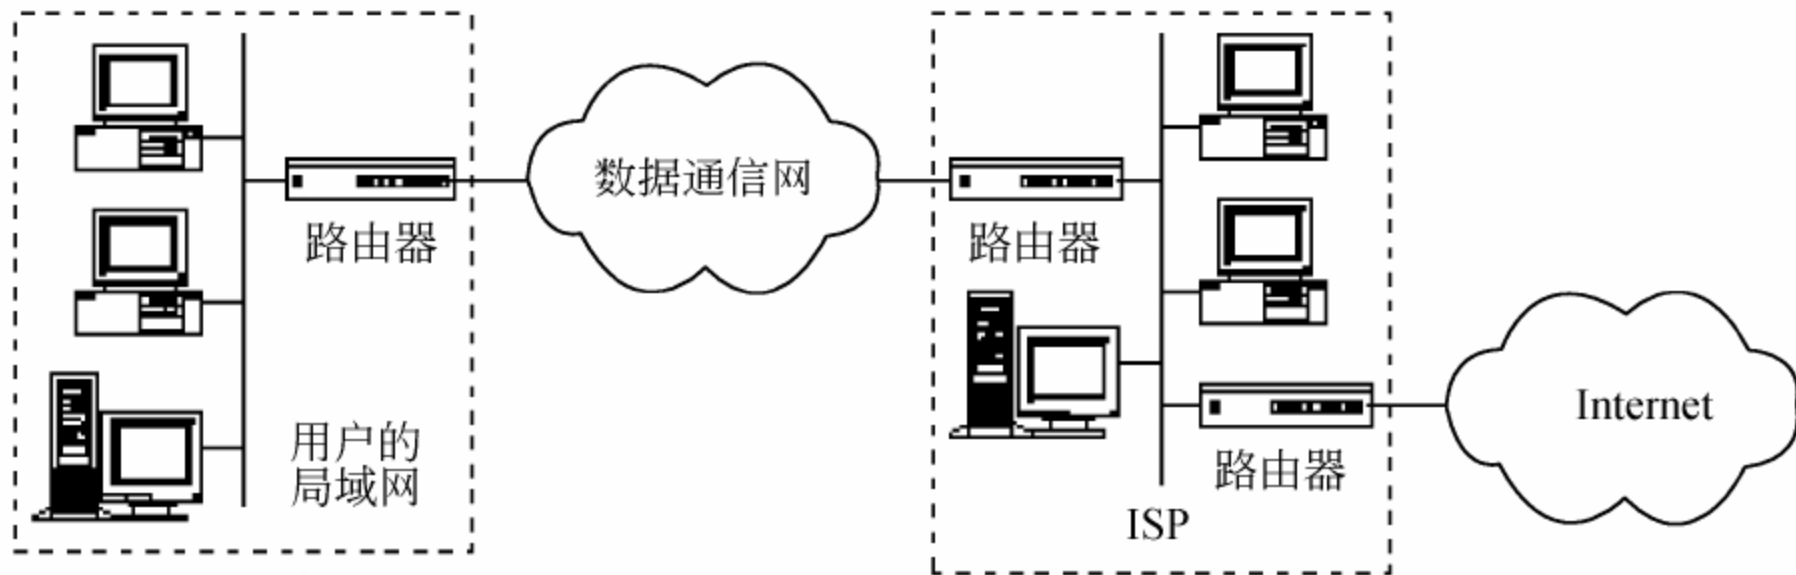 路由器
用户的
局域网
数据通信网
路由器
路由器
ISP
Internet